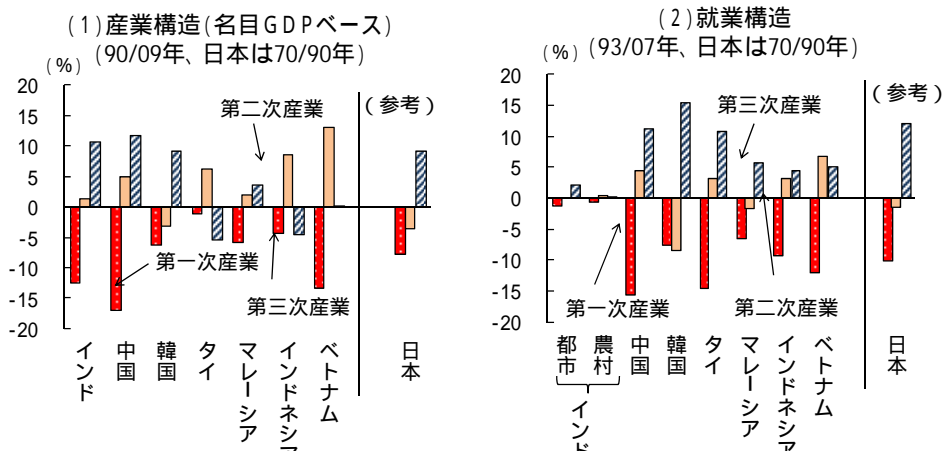 (1)産業構造(名目GDPベース)
(90/09年、日本は70/90年)
(%)
20
15
10
5
0
-5
-10
-15
-20
第二次産業
第一次産業
第三次産業
(参考)
インド
中国
韓国
タイ
マレーシア
インドネシア
ベトナム
日本
(2)就業構造
(93/07年、日本は70/90年)
(%)
20
15
10
5
0
-5
-10
-15
-20
第三次産業
第一次産業
第二次産業
(参考)
都市
農村
インド
中国
韓国
タイ
マレーシア
インドネシア
ベトナム
日本